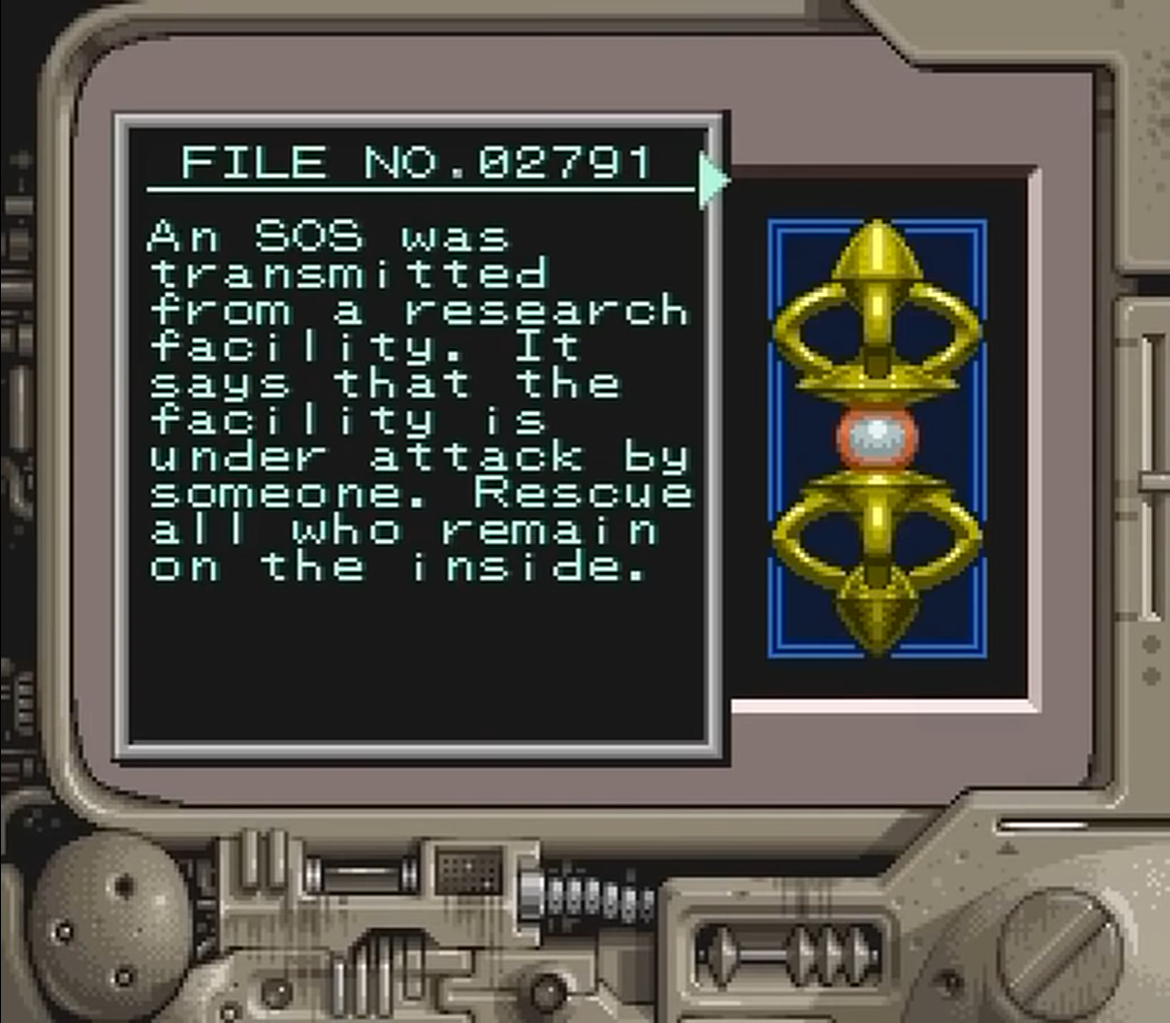 FILE NO.02791
An SOS was
transmitted
from a research
facility. It
says that the
facility is
under attack by
someone. Rescue
all who remain
on the inside.